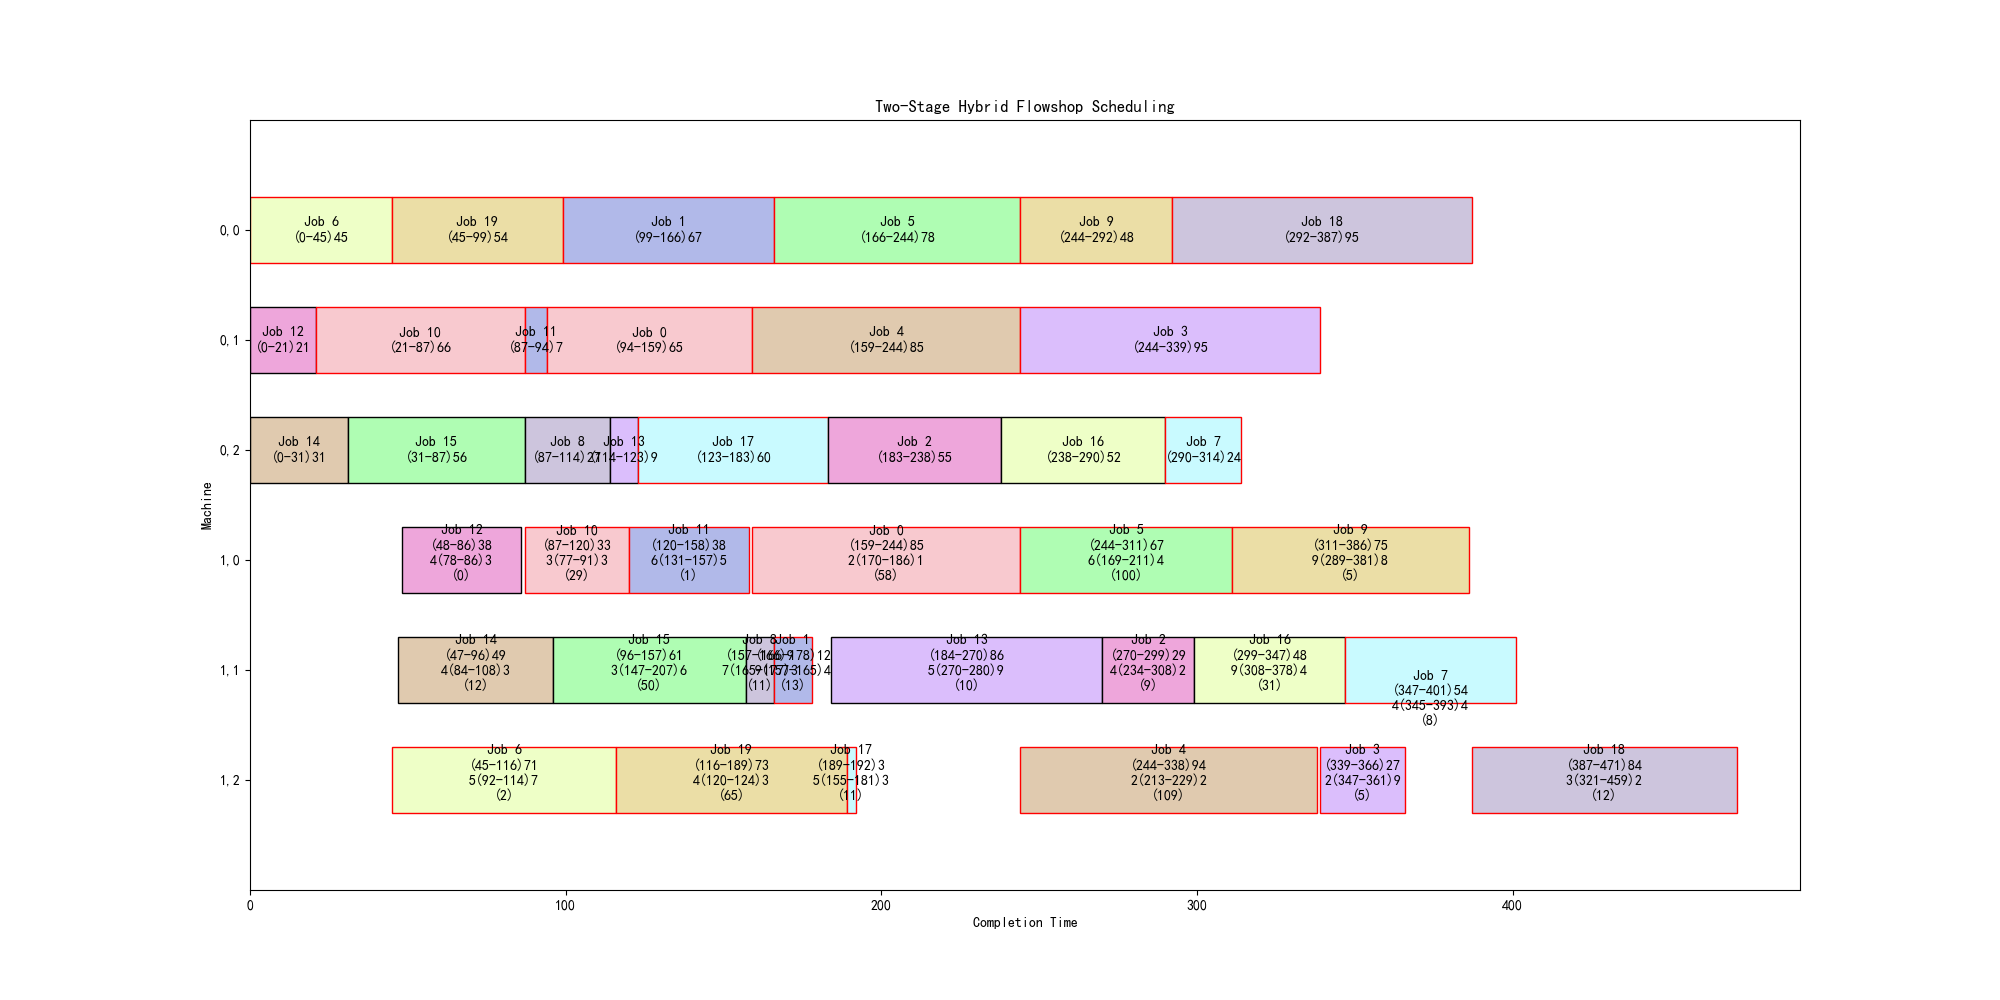 Two-Stage Hybrid Flowshop Scheduling
Machine
0,0
Job 6
(0-45)45
Job 19
(45-99)54
Job 1
(99-166)67
Job 5
(166-244)78
Job 9
(244-292)48
Job 18
(292-387)95
0,1
Job 12
(0-21)21
Job 10
(21-87)66
Job 11
(87-94)7
Job 0
(94-159)65
Job 4
(159-244)85
Job 3
(244-339)95
0,2
Job 14
(0-31)31
Job 15
(31-87)56
Job 8
(87-114)27
Job 13
(114-123)9
Job 17
(123-183)60
Job 2
(183-238)55
Job 16
(238-290)52
Job 7
(290-314)24
1,0
Job 12
(48-86)38
4(78-86)3
(0)
Job 10
(87-120)33
3(77-91)3
(29)
Job 11
(120-158)38
6(131-157)5
(1)
Job 0
(159-244)85
2(170-186)1
(58)
Job 5
(244-311)67
6(169-211)4
(100)
Job 9
(311-386)75
9(289-381)8
(5)
1,1
Job 14
(47-96)49
4(84-108)3
(12)
Job 15
(96-157)61
3(147-207)6
(50)
Job 8
(11)
Job 1
(166-178)12
(13)
Job 13
(184-270)86
5(270-280)9
(10)
Job 2
(270-299)29
4(234-308)2
(9)
Job 16
(299-347)48
9(308-378)4
(31)
Job 7
(347-401)54
4(345-393)4
(8)
1,2
Job 6
(45-116)71
5(92-114)7
(2)
Job 19
(116-189)73
4(120-124)3
(65)
Job 17
(189-192)3
5(155-181)3
(11)
Job 4
(244-338)94
2(213-229)2
(109)
Job 3
(339-366)27
2(347-361)9
(5)
Job 18
(387-471)84
3(321-459)2
(12)
0
100
200
300
400
Completion Time